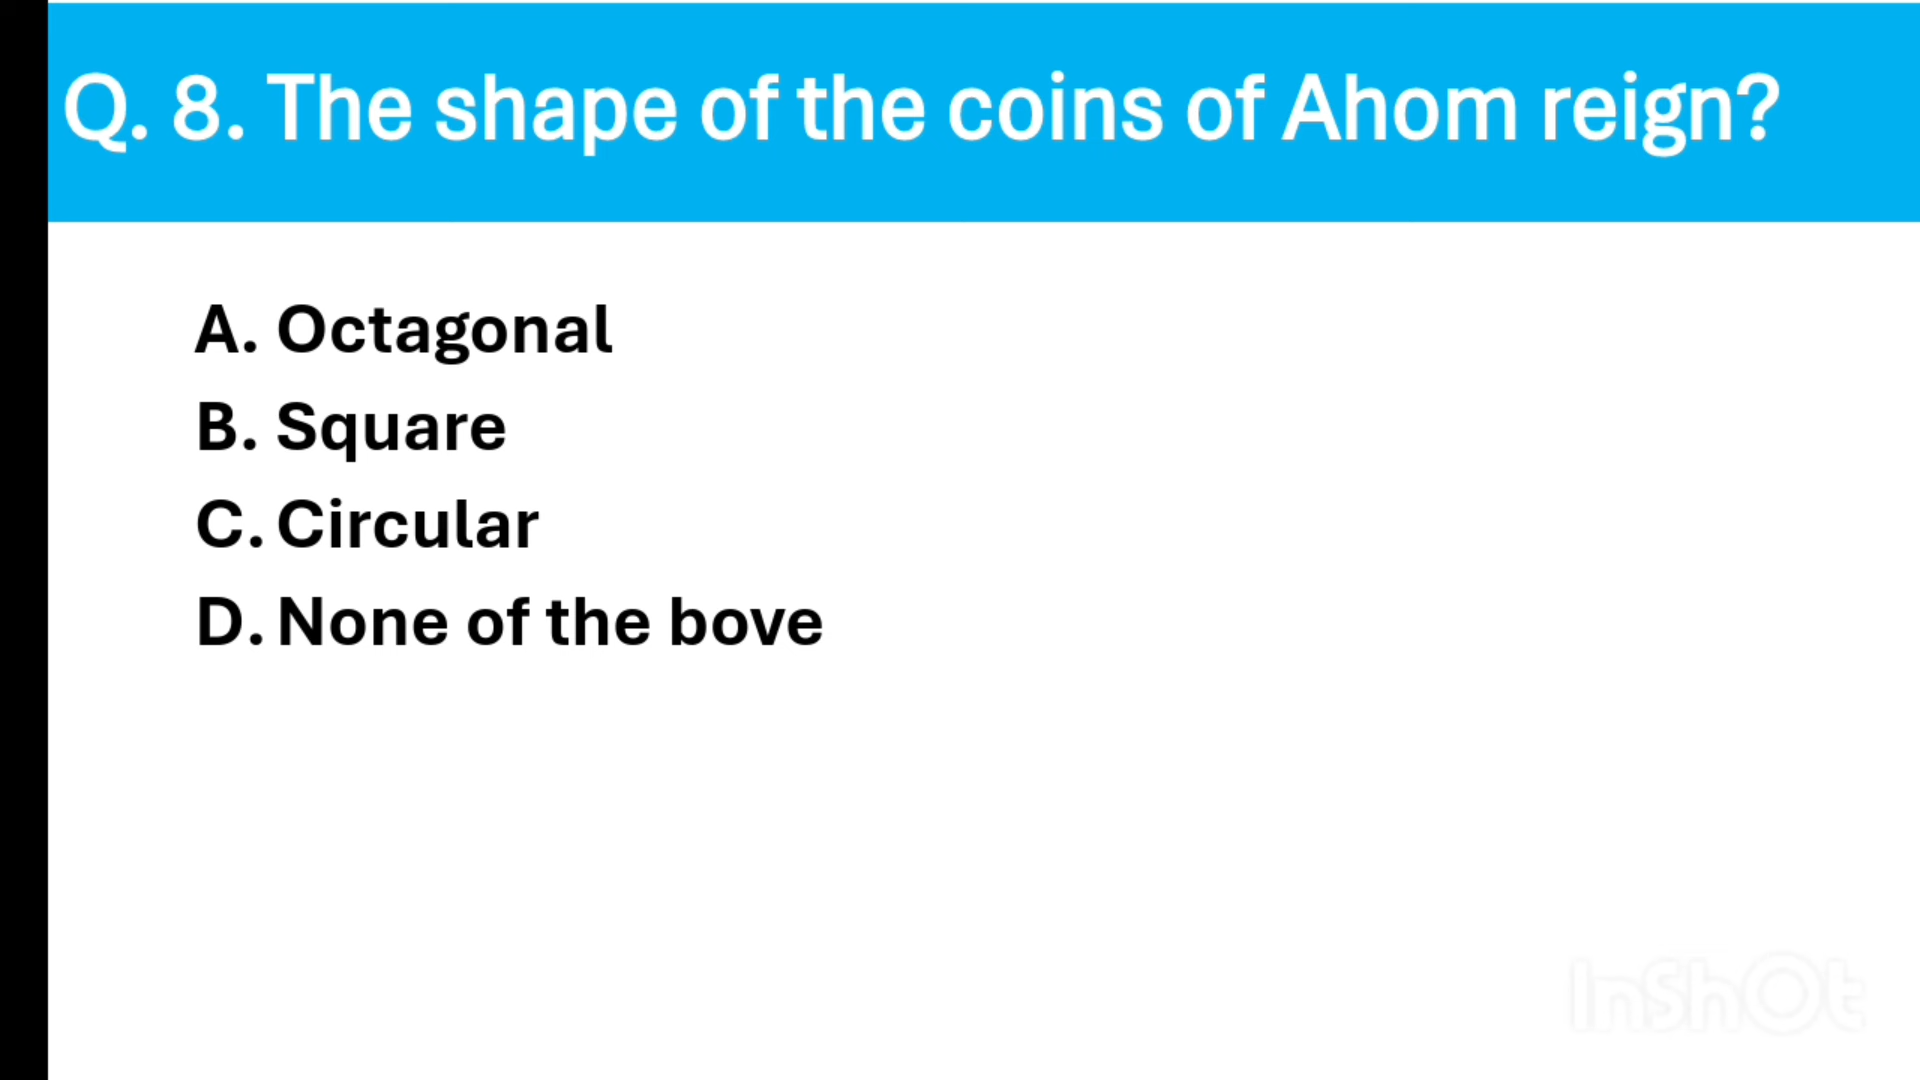 Q. 8. The shape of the coins of Ahom reign?
A. Octagonal
B. Square
C. Circular
D. None of the bove
InShOt